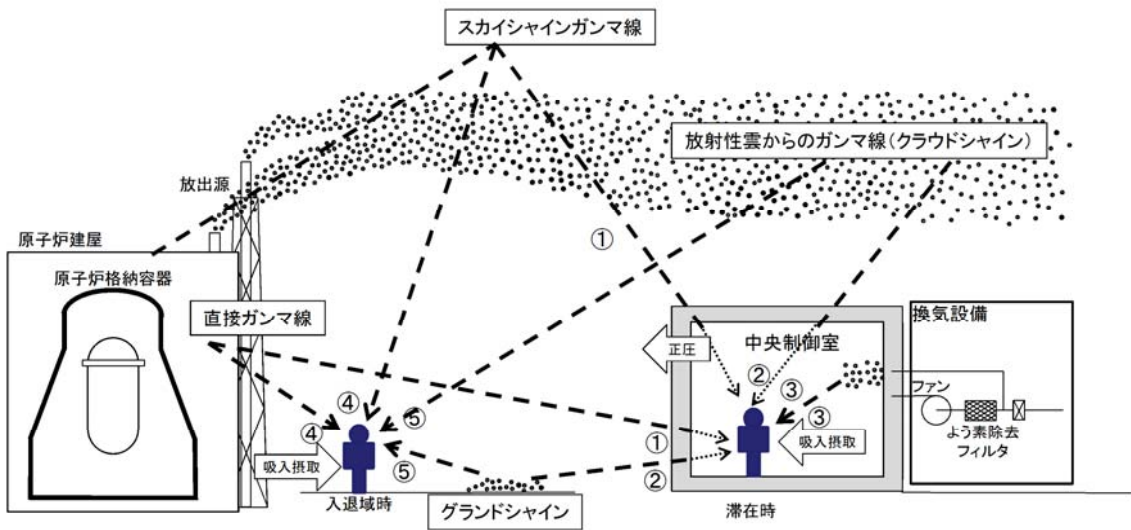 スカイシャインガンマ線
放射性雲からのガンマ線(クラウドシャイン)
放出源
①
原子炉建屋
原子炉格納容器
直接ガンマ線
換気設備
正圧
中央制御室
②
③
ファン
④
⑤
③
④
①
よう素除去
フィルタ
吸入摂取
⑤
吸入摂取
②
入退域時
グランドシャイン
滞在時